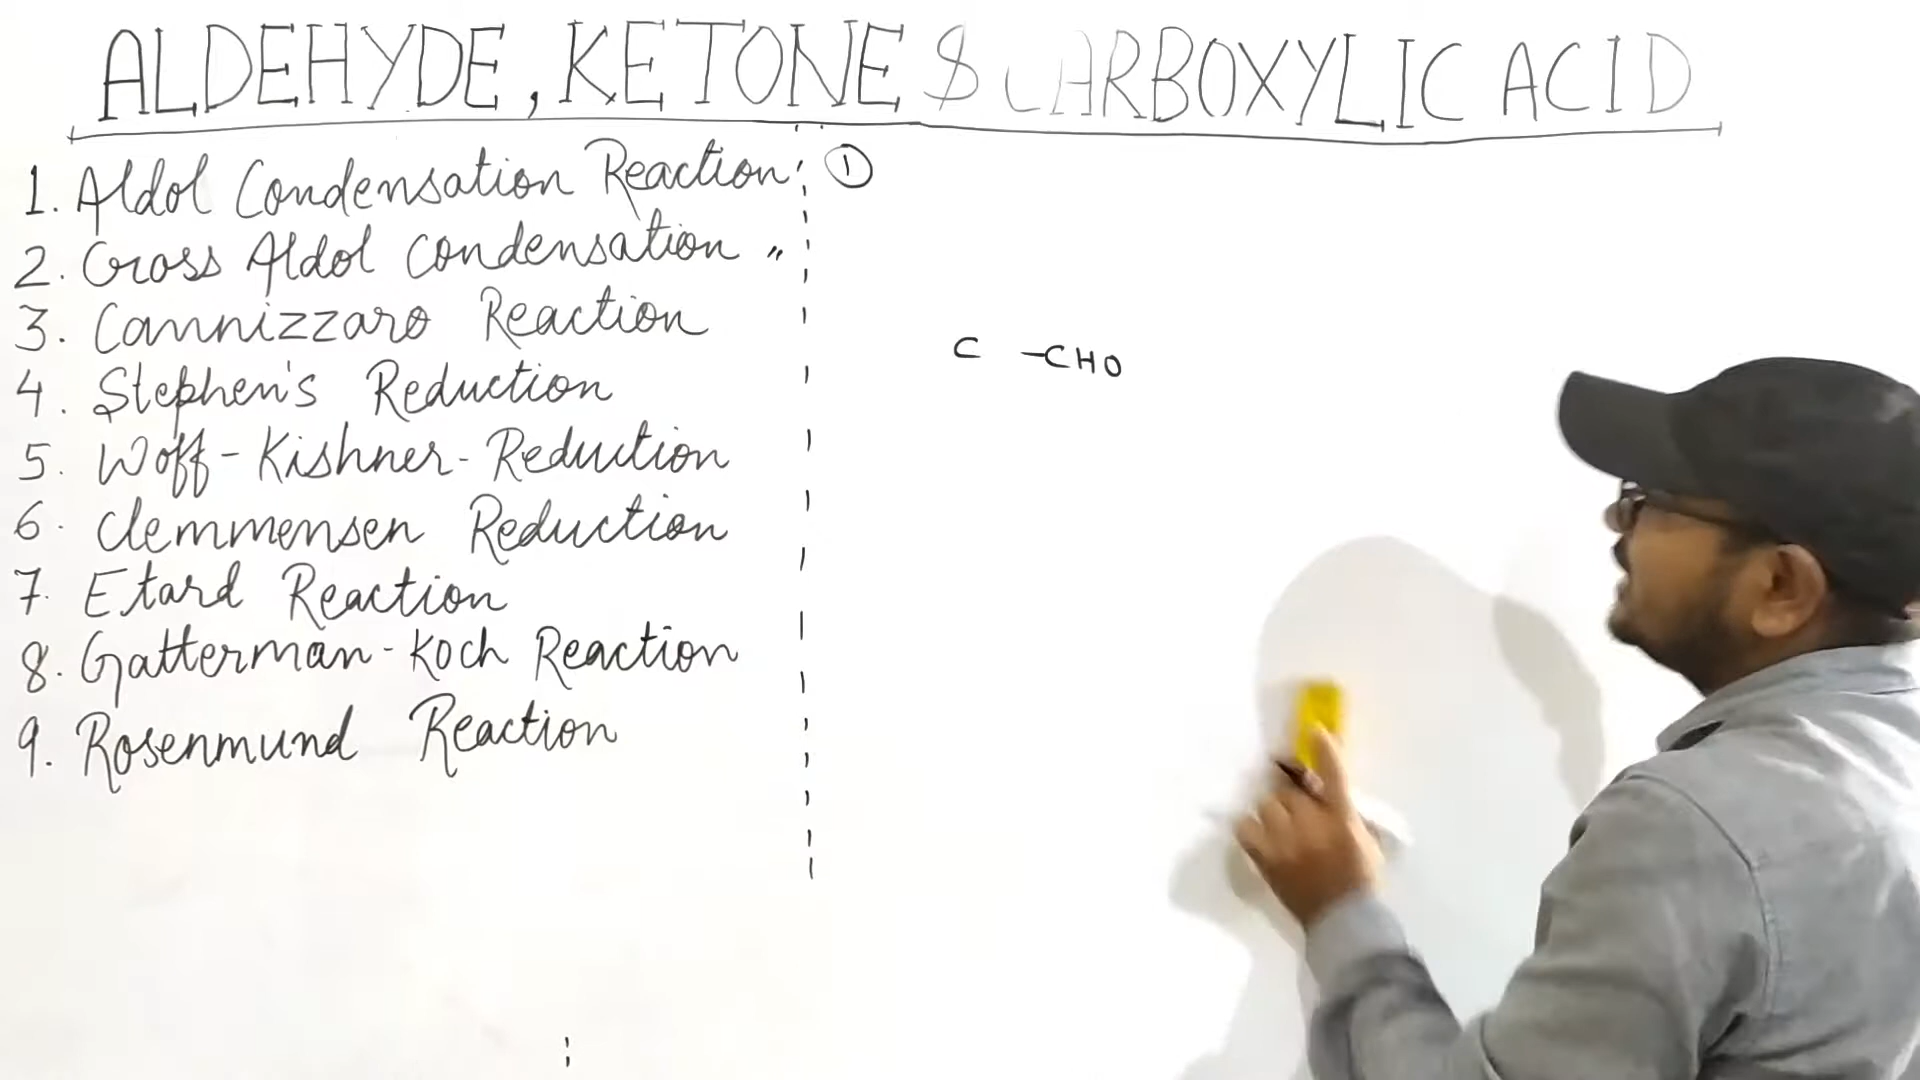 ALDEHYDE, KETONE $ CARBOXYLIC ACID
1. Aldol Condensation Reaction:
2. Cross Aldol Condensation "
3. Cannizzaro Reaction
4. Stephen's Reduction
5. Woff-Kishner-Reduction
6. Clemmensen Reduction
7. Etard Reaction
8. Gatterman-Koch Reaction
9. Rosenmund Reaction
①
C -CHO